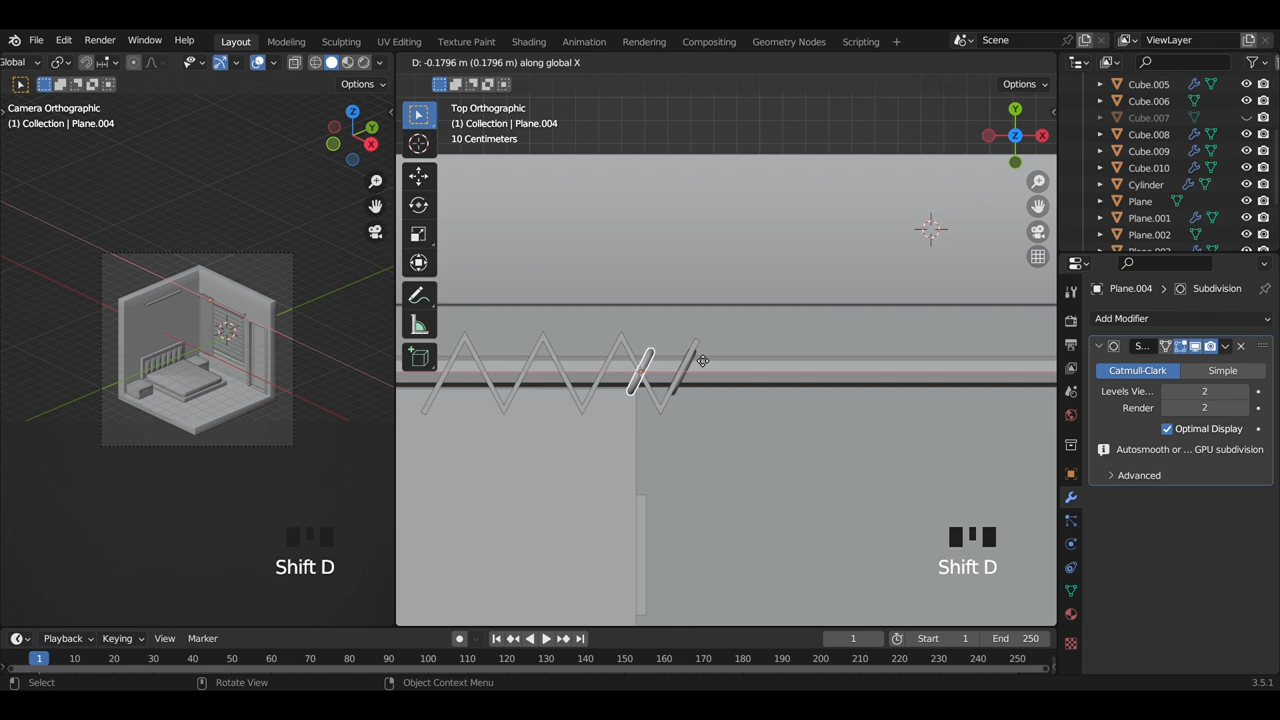 File Edit Render Window Help Layout Modeling Sculpting UV Editing Texture Paint Shading Animation Rendering Compositing Geometry Nodes Scripting + Scene ViewLayer
Global D: -0.1796 m (0.1796 m) along global X
Options Options
Camera Orthographic
(1) Collection | Plane.004
Top Orthographic
(1) Collection | Plane.004
10 Centimeters
Z
Y
X
Y
Z
X
Cube.005
Cube.006
Cube.007
Cube.008
Cube.009
Cube.010
Cylinder
Plane
Plane.001
Plane.002
Plane.004 > Subdivision
Add Modifier
S...
Catmull-Clark Simple
Levels Vie... 2
Render 2
Optimal Display
Autosmooth or ... GPU subdivision
Advanced
Shift D
Shift D
Playback Keying View Marker 1 Start 1 End 250
1 10 20 30 40 50 60 70 80 90 100 110 120 130 140 150 160 170 180 190 200 210 220 230 240 250
Select Rotate View Object Context Menu 3.5.1